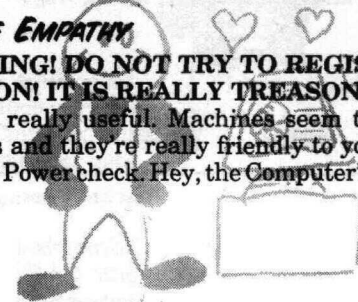 E EMPATHY
ING! DO NOT TRY TO REGIS
ON! IT IS REALLY TREASON
really useful. Machines seem t
s and they're really friendly to yo
Power check. Hey, the Computer'